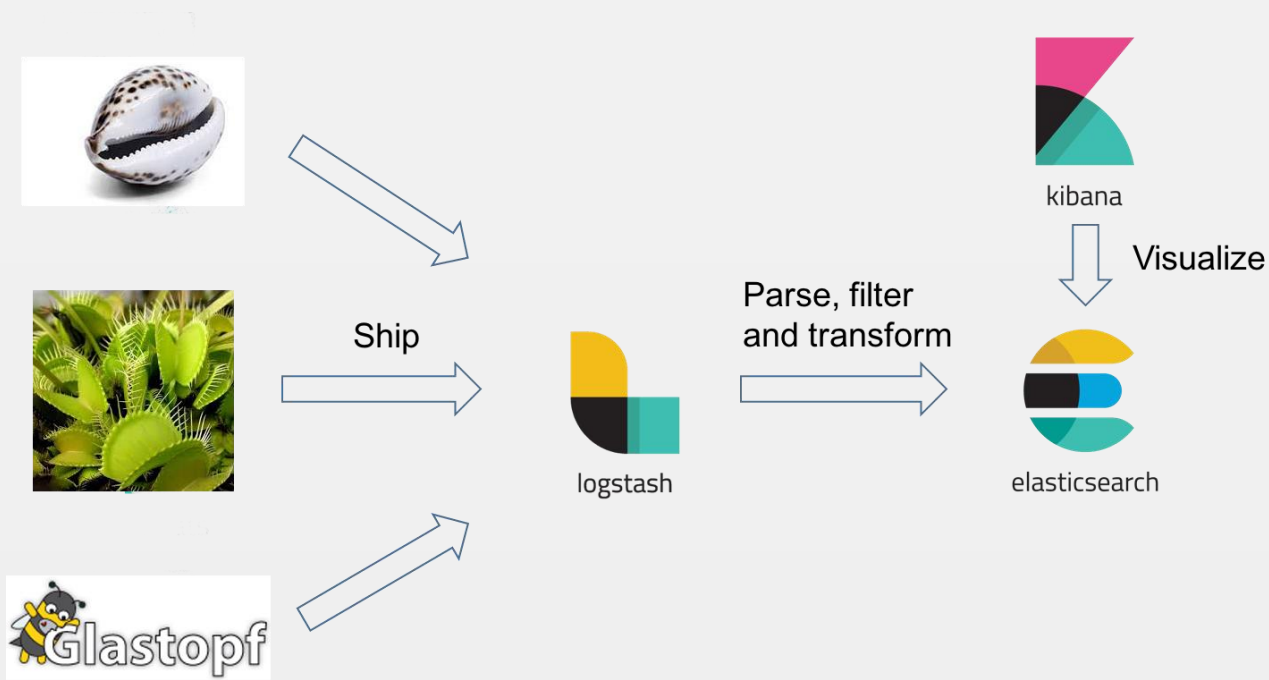 kibana
Visualize
Parse, filter
and transform
Ship
logstash
elasticsearch
Glastopf